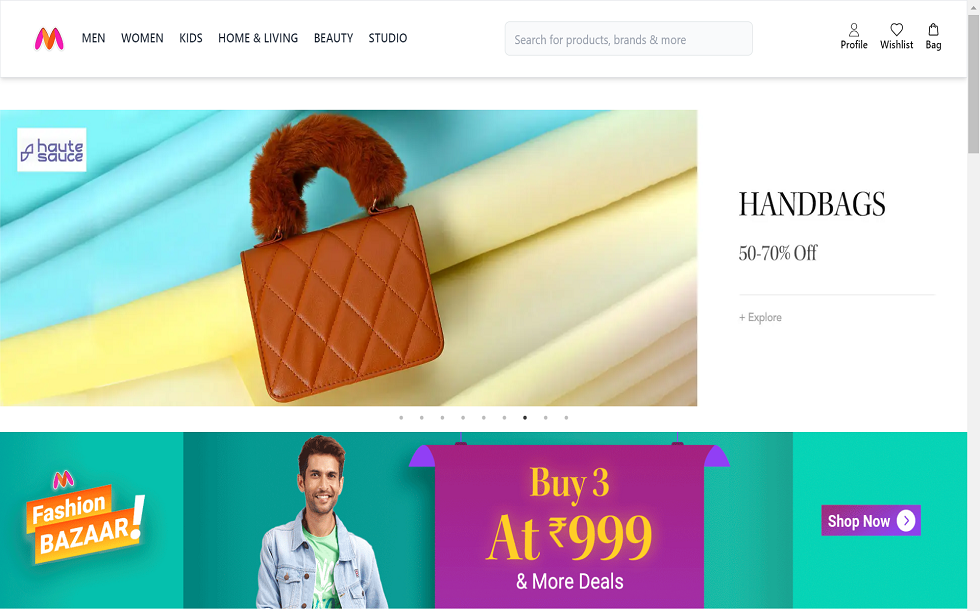 MEN WOMEN KIDS HOME & LIVING BEAUTY STUDIO
Search for products, brands & more
Profile Wishlist Bag
haute
sauce
HANDBAGS
50-70% Off
+ Explore
Fashion
BAZAAR!
Buy 3
At ₹999
& More Deals
Shop Now